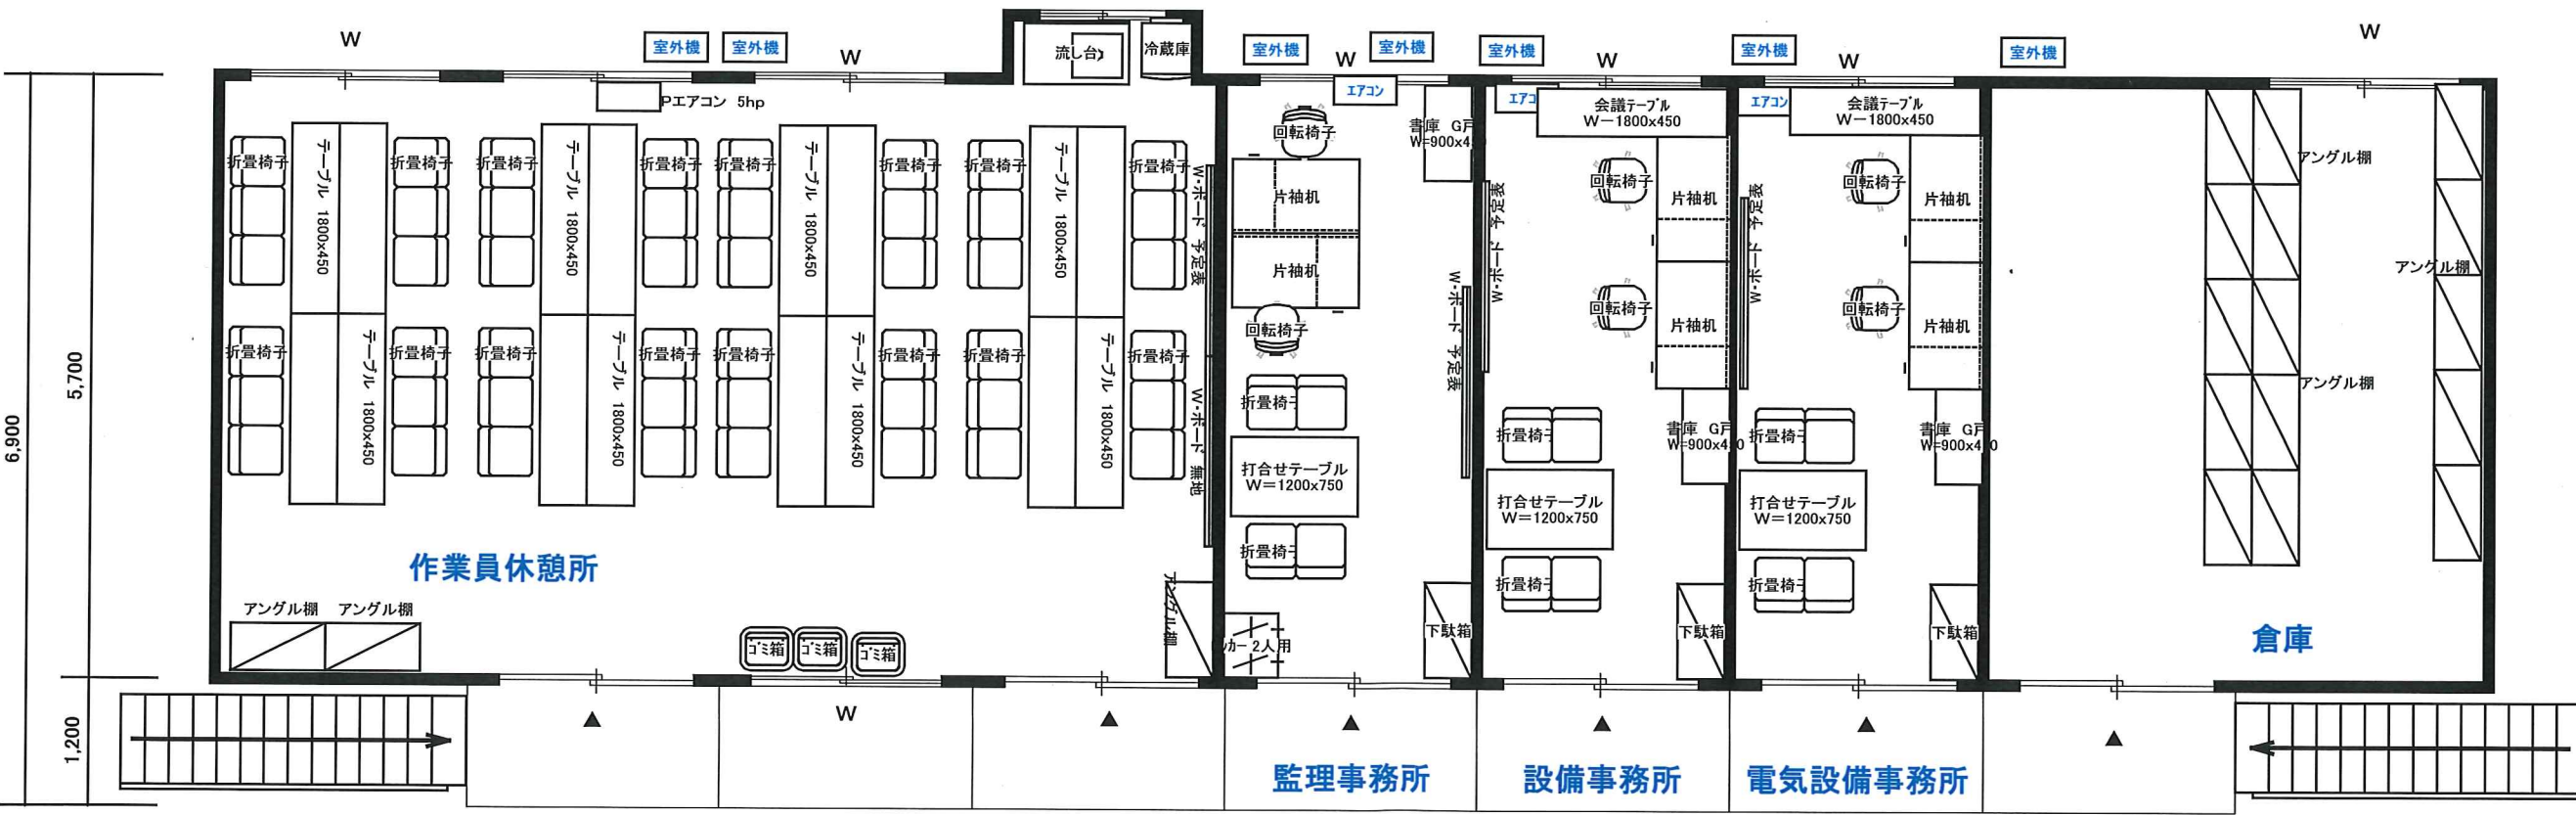 W
室外機
室外機
W
流し台
冷蔵庫
室外機
W
室外機
室外機
W
室外機
W
室外機
W
Pエアコン 5hp
エアコン
エアコ
エアコン
会議テーブル
W－1800x450
会議テーブル
W－1800x450
書庫 G戸
W=900x4
折畳椅子
テーブル 1800x450
折畳椅子
折畳椅子
テーブル 1800x450
折畳椅子
折畳椅子
テーブル 1800x450
折畳椅子
折畳椅子
テーブル 1800x450
折畳椅子
W・ボード 予定表
回転椅子
片袖机
片袖机
回転椅子
W・ボード 予定表
W・ボード 予定表
回転椅子
片袖机
回転椅子
片袖机
W・ボード 予定表
回転椅子
片袖机
回転椅子
片袖机
アングル棚
アングル棚
アングル棚
折畳椅子
テーブル 1800x450
折畳椅子
折畳椅子
テーブル 1800x450
折畳椅子
折畳椅子
テーブル 1800x450
折畳椅子
折畳椅子
テーブル 1800x450
折畳椅子
W・ボード 無地
折畳椅子
打合せテーブル
W＝1200x750
折畳椅子
折畳椅子
書庫 G戸
W=900x4 0
打合せテーブル
W＝1200x750
折畳椅子
折畳椅子
書庫 G戸
W=900x4 0
打合せテーブル
W＝1200x750
折畳椅子
6,900
5,700
1,200
作業員休憩所
アングル棚
アングル棚
ゴミ箱
ゴミ箱
ゴミ箱
アングル棚
ッカー 2人用
下駄箱
下駄箱
下駄箱
倉庫
W
監理事務所
設備事務所
電気設備事務所